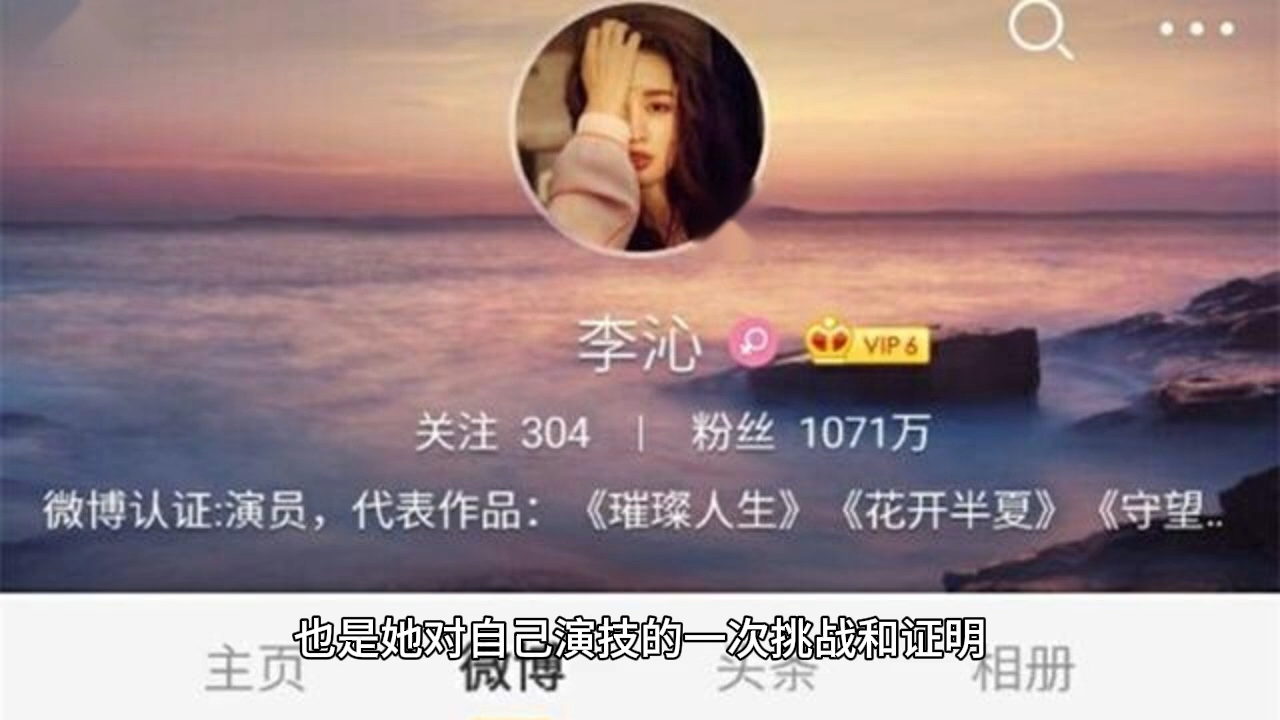 李沁 VIP 6
关注 304 | 粉丝 1071万
微博认证:演员，代表作品：《璀璨人生》《花开半夏》《守望..
也是她对自己演技的一次挑战和证明
主页 微博 头条 相册